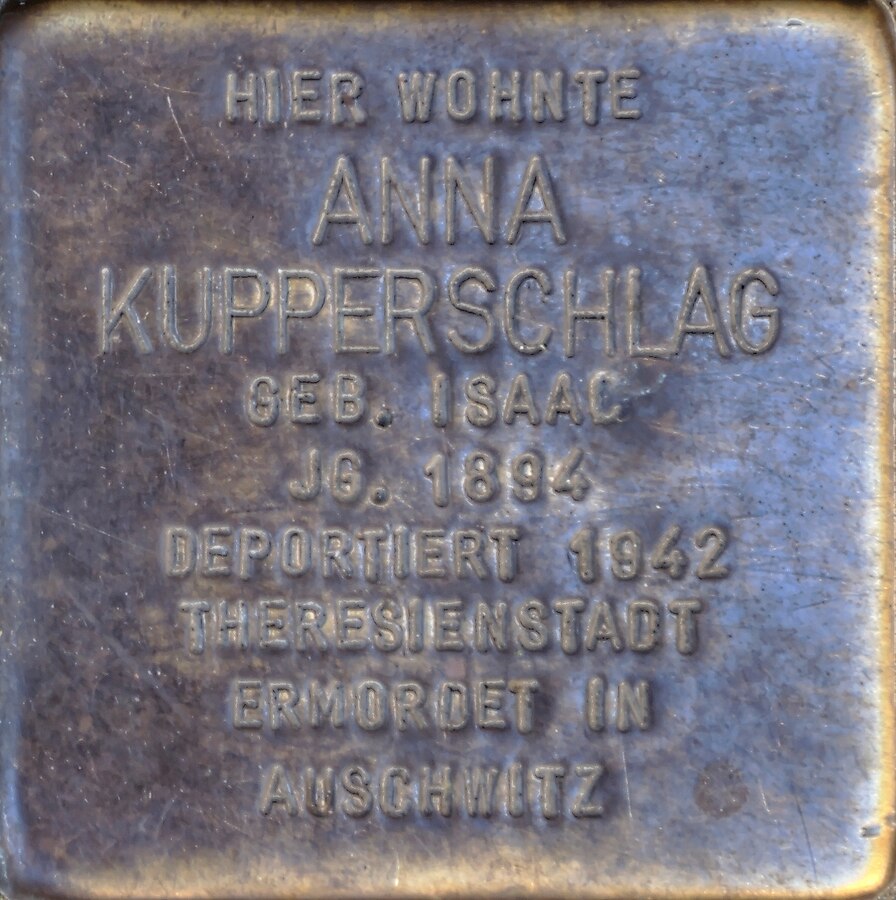 HIER WOHNTE
ANNA
KUPPERSCHLAG
GEB. ISAAC
JG. 1894
DEPORTIERT 1942
THERESIENSTADT
ERMORDET IN
AUSCHWITZ